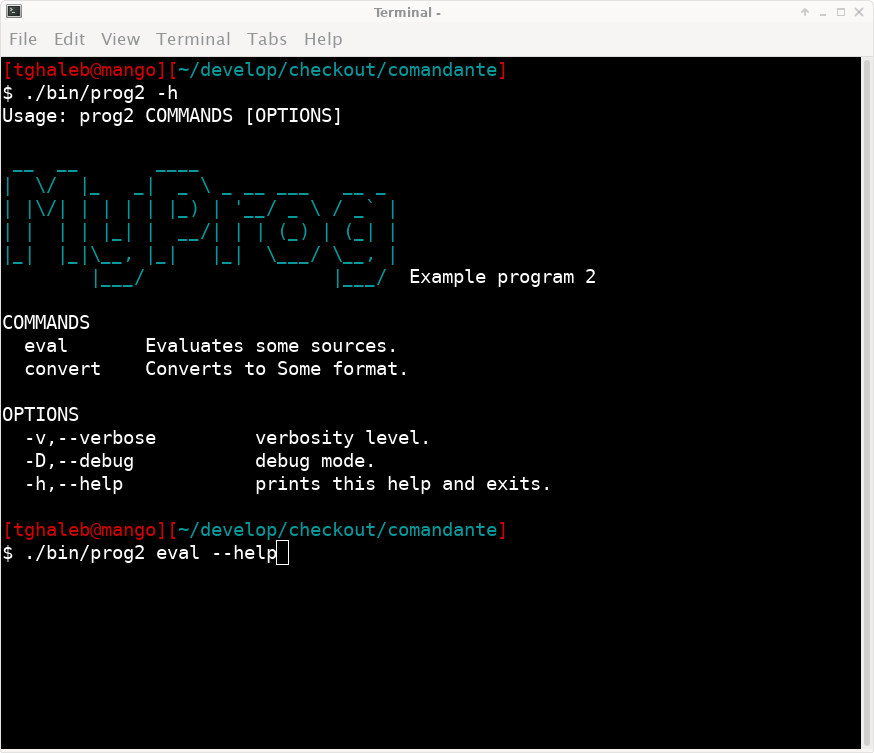 Terminal -
File Edit View Terminal Tabs Help
[tghaleb@mango][~/develop/checkout/comandante]
$ ./bin/prog2 -h
Usage: prog2 COMMANDS [OPTIONS]
MyProg
Example program 2
COMMANDS
eval Evaluates some sources.
convert Converts to Some format.
OPTIONS
-v,--verbose verbosity level.
-D,--debug debug mode.
-h,--help prints this help and exits.
[tghaleb@mango][~/develop/checkout/comandante]
$ ./bin/prog2 eval --help